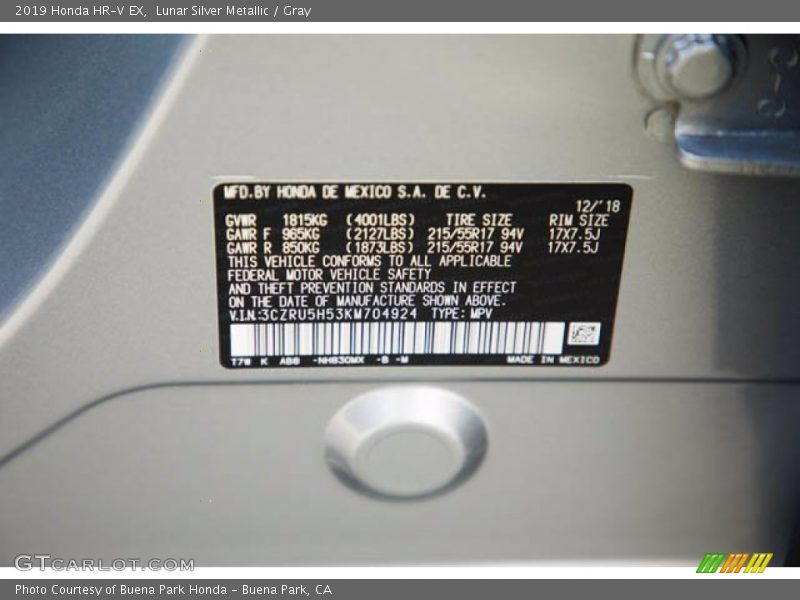 2019 Honda HR-V EX, Lunar Silver Metallic / Gray
MFD.BY HONDA DE MEXICO S.A. DE C.V.
12/'18
GVWR 1815KG (4001LBS) TIRE SIZE RIM SIZE
GAWR F 965KG (2127LBS) 215/55R17 94V 17X7.5J
GAWR R 850KG (1873LBS) 215/55R17 94V 17X7.5J
THIS VEHICLE CONFORMS TO ALL APPLICABLE
FEDERAL MOTOR VEHICLE SAFETY
AND THEFT PREVENTION STANDARDS IN EFFECT
ON THE DATE OF MANUFACTURE SHOWN ABOVE.
V.I.N:3CZRU5H53KM704924 TYPE: MPV
T7W K -NH830MX -B -M MADE IN MEXICO
GTCARLOT.COM
Photo Courtesy of Buena Park Honda - Buena Park, CA